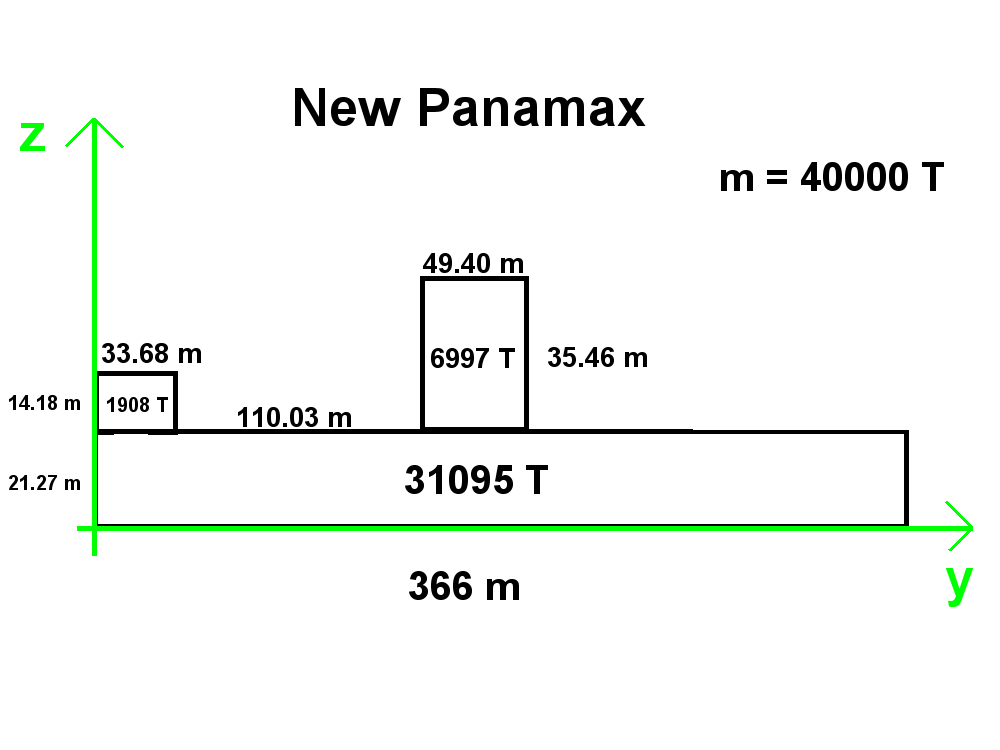 New Panamax
z
m = 40000 T
49.40 m
33.68 m
6997 T
35.46 m
14.18 m
1908 T
110.03 m
21.27 m
31095 T
366 m
y